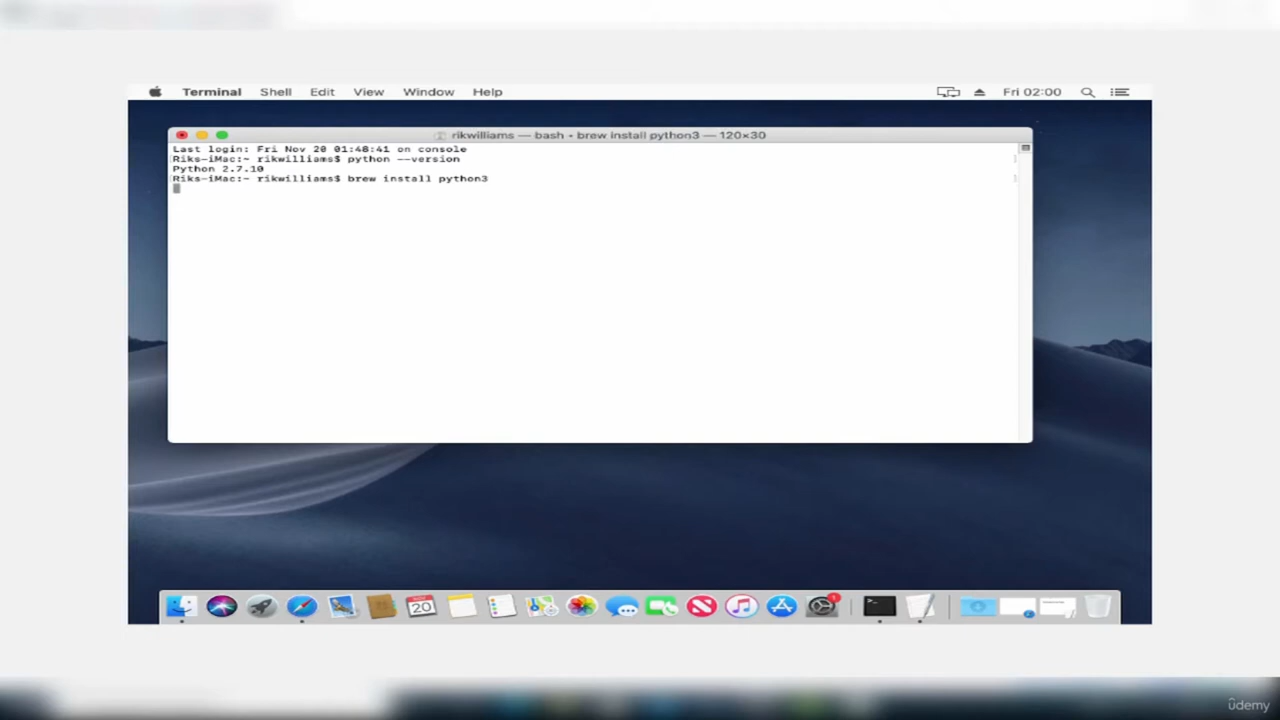 Terminal Shell Edit View Window Help Fri 02:00
rikwilliams — bash - brew install python3 — 120×30
Last login: Fri Nov 20 01:48:41 on console
Riks-iMac:~ rikwilliams$ python --version
Python 2.7.10
Riks-iMac:~ rikwilliams$ brew install python3
20
1
ûdemy